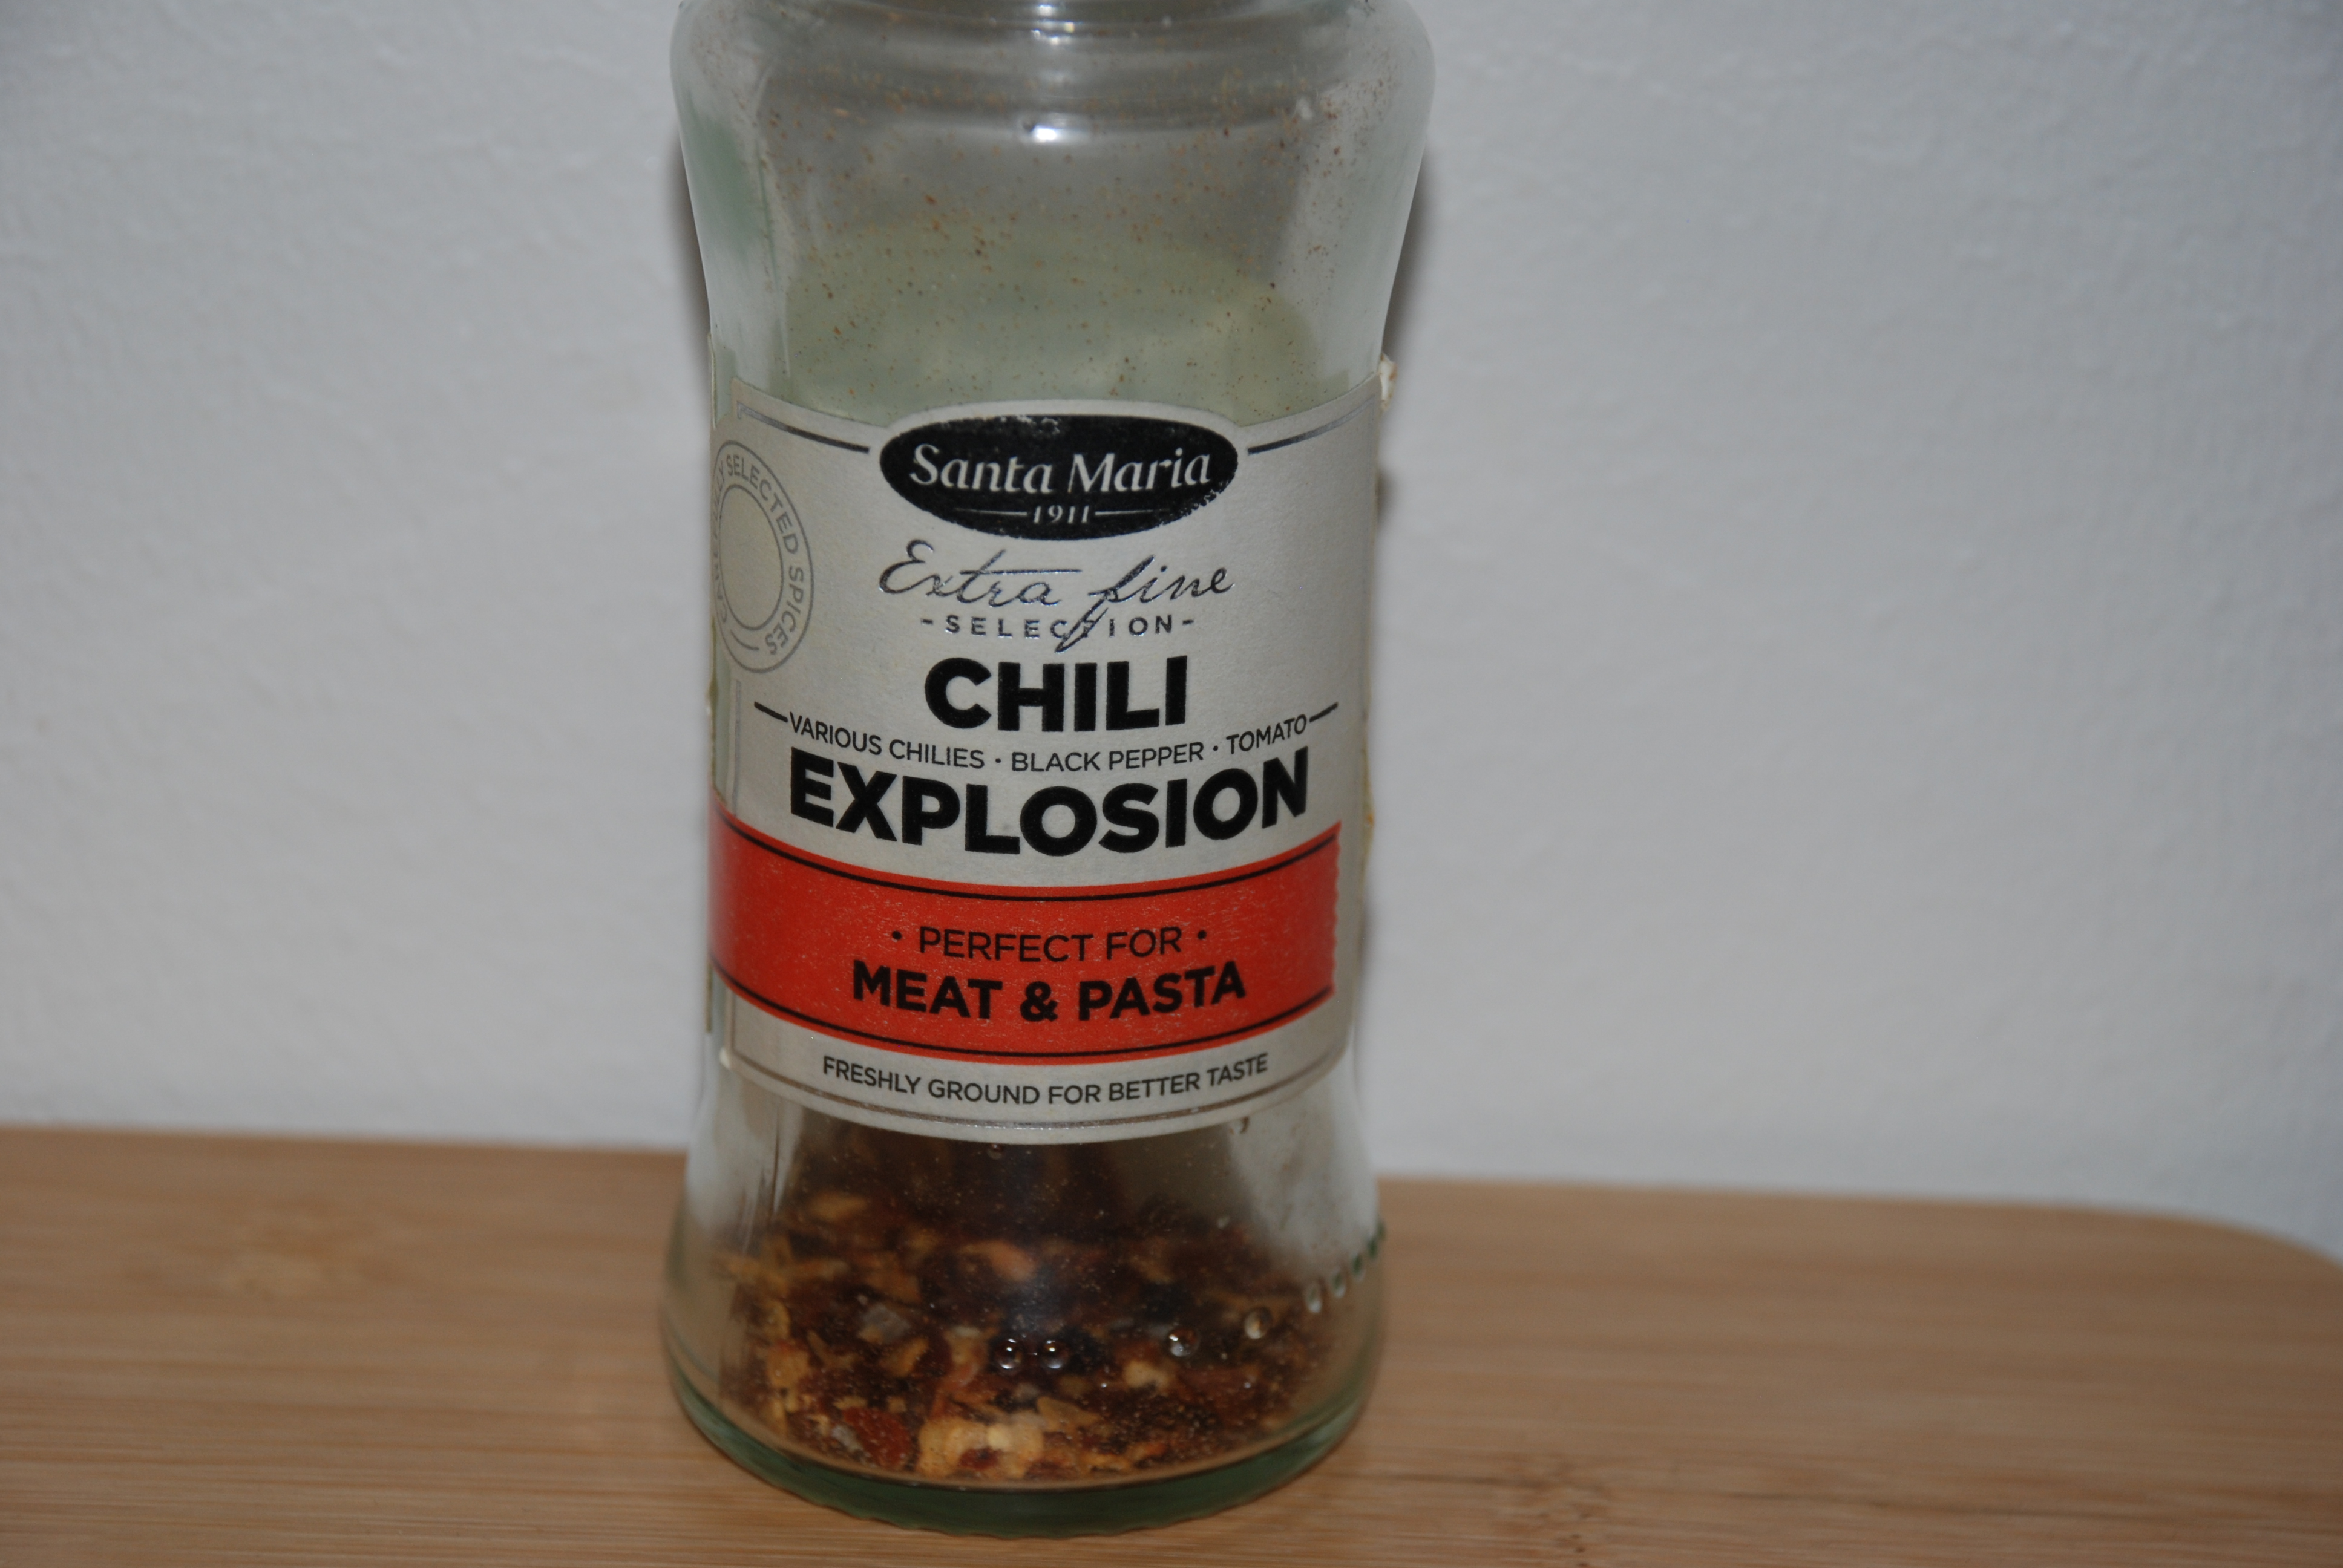 Santa Maria
1911
Extra fine
-SELECTION-
SELECTED SPICES
CHILI
VARIOUS CHILIES · BLACK PEPPER · TOMATO
EXPLOSION
· PERFECT FOR ·
MEAT & PASTA
FRESHLY GROUND FOR BETTER TASTE